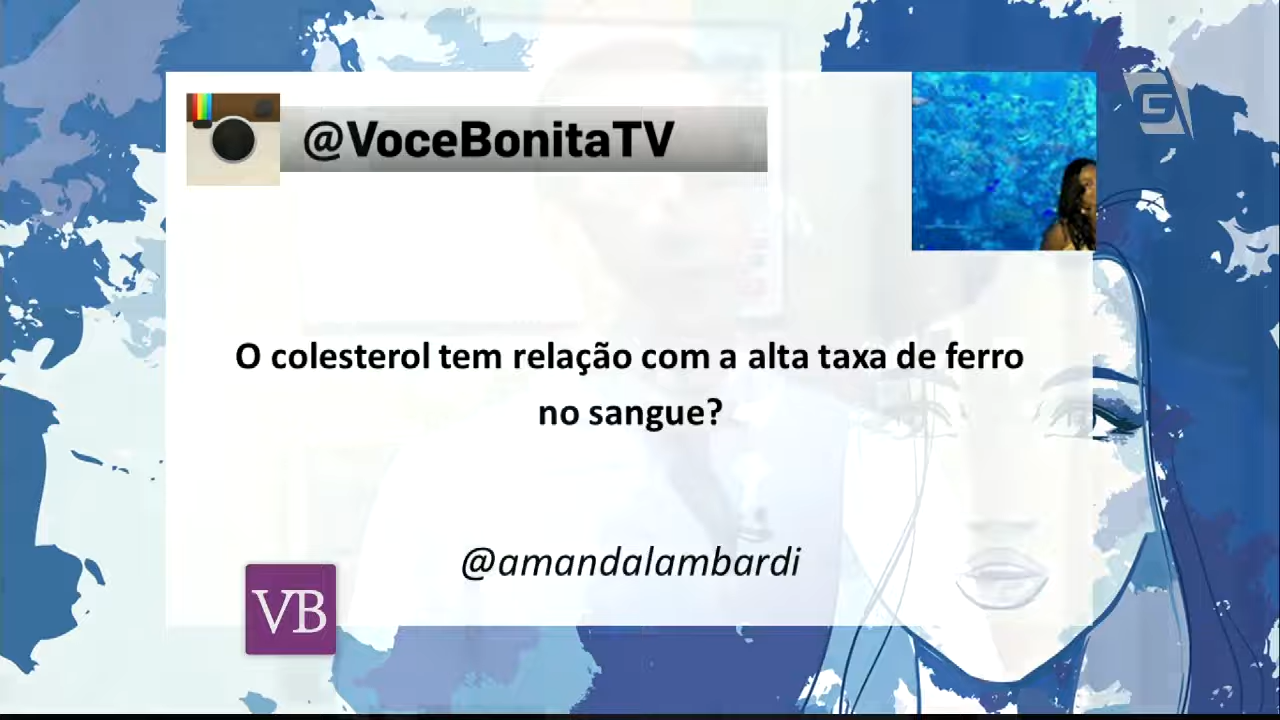 @VoceBonitaTV
G
O colesterol tem relação com a alta taxa de ferro
no sangue?
@amandalambardi
VB